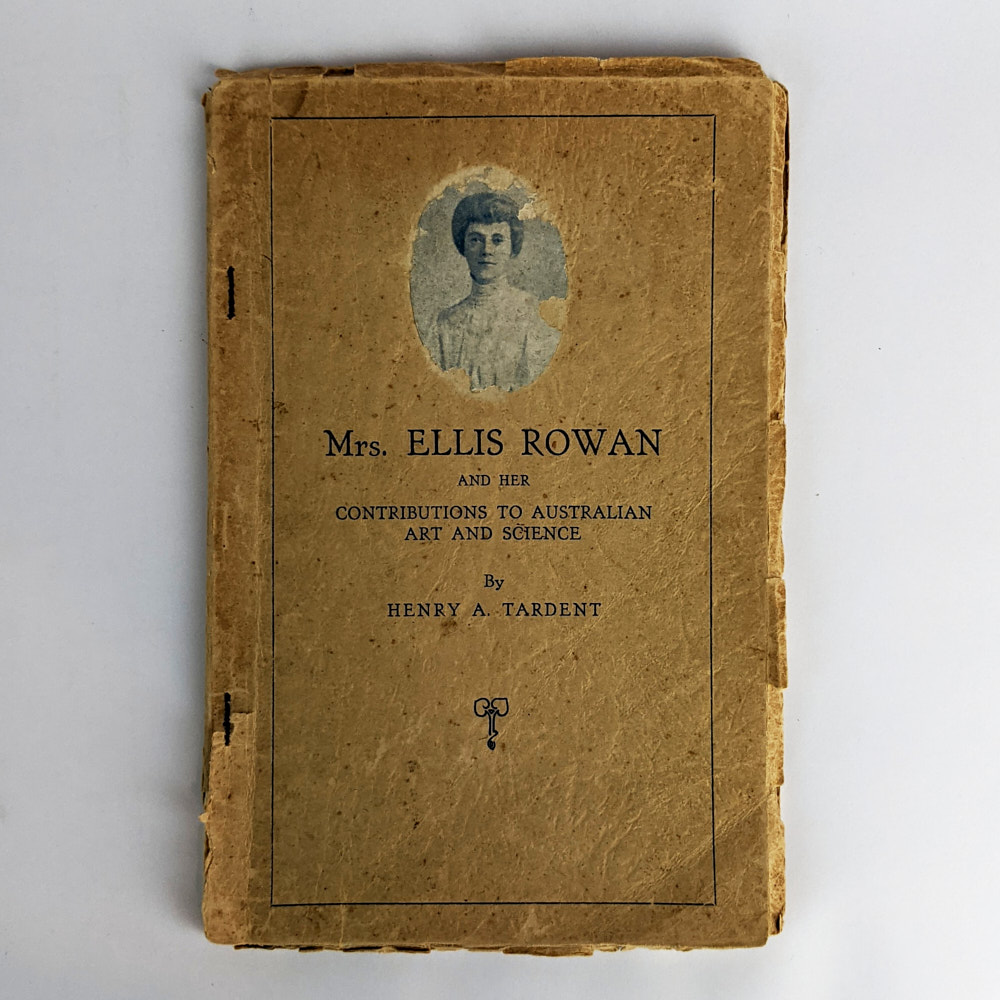 Mrs. ELLIS ROWAN
AND HER
CONTRIBUTIONS TO AUSTRALIAN
ART AND SCIENCE
By
HENRY A. TARDENT